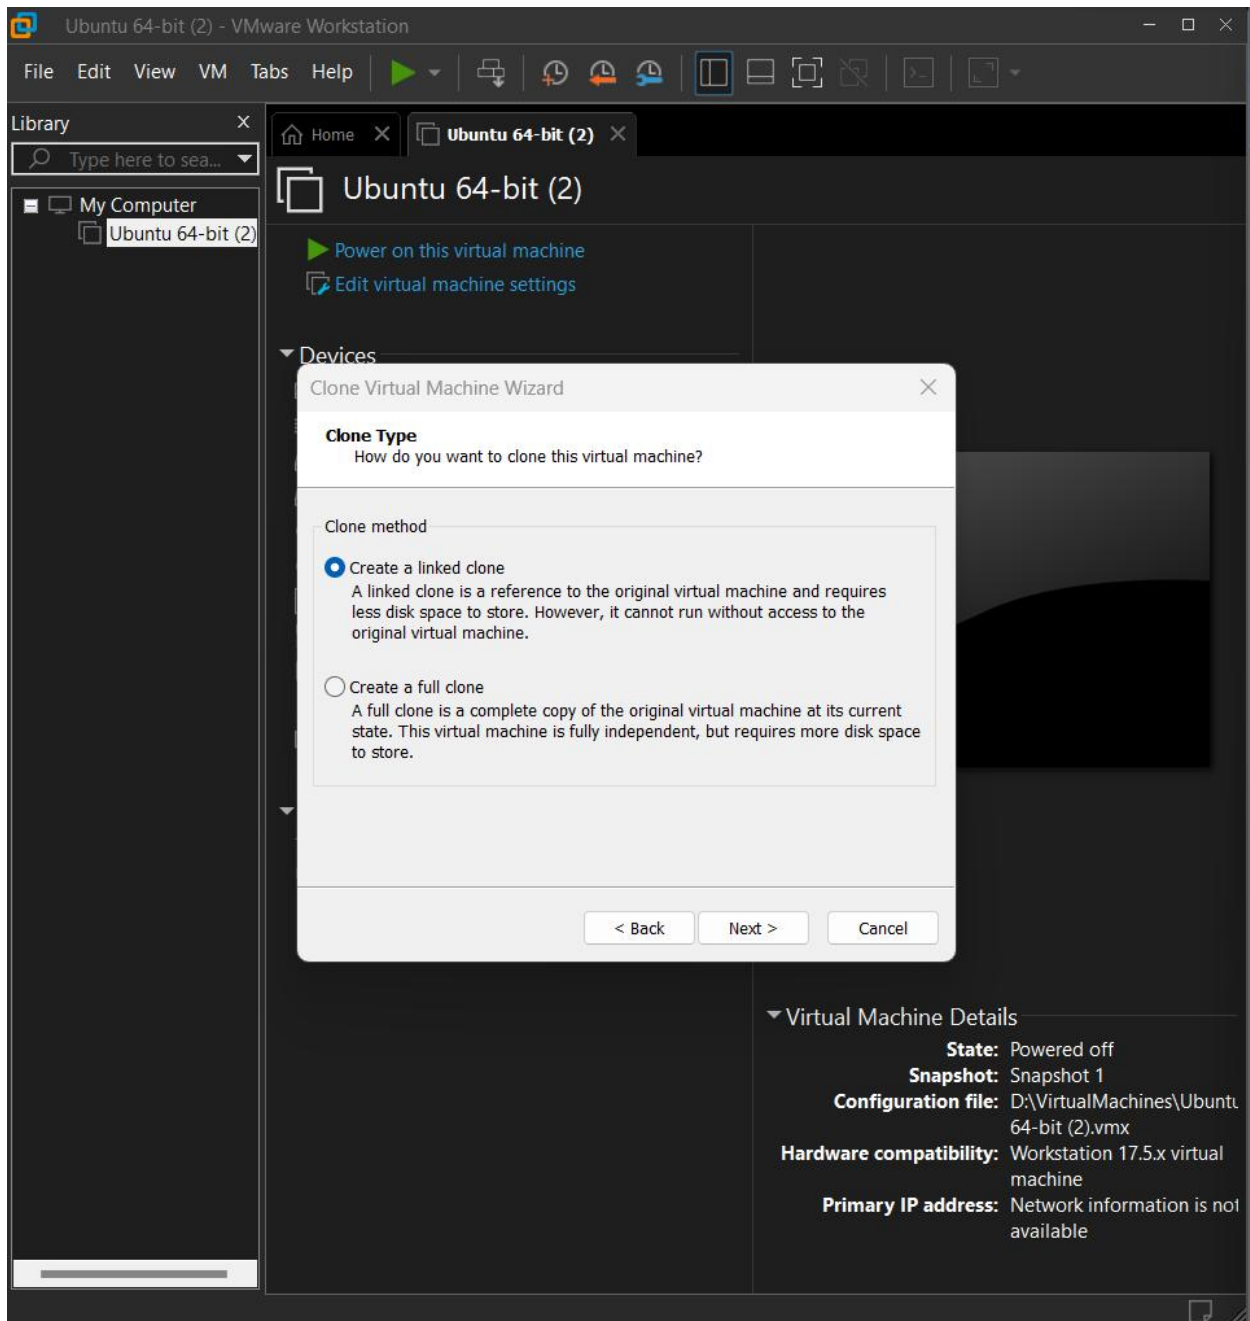 Ubuntu 64-bit (2) - VMware Workstation
File Edit View VM Tabs Help
Library X
Type here to sea...
My Computer
Ubuntu 64-bit (2)
Home
Ubuntu 64-bit (2)
Ubuntu 64-bit (2)
Power on this virtual machine
Edit virtual machine settings
Devices
Clone Virtual Machine Wizard
Clone Type
How do you want to clone this virtual machine?
Clone method
Create a linked clone
A linked clone is a reference to the original virtual machine and requires
less disk space to store. However, it cannot run without access to the
original virtual machine.
Create a full clone
A full clone is a complete copy of the original virtual machine at its current
state. This virtual machine is fully independent, but requires more disk space
to store.
< Back Next > Cancel
Virtual Machine Details
State: Powered off
Snapshot: Snapshot 1
Configuration file: D:\VirtualMachines\Ubuntu
64-bit (2).vmx
Hardware compatibility: Workstation 17.5.x virtual
machine
Primary IP address: Network information is not
available